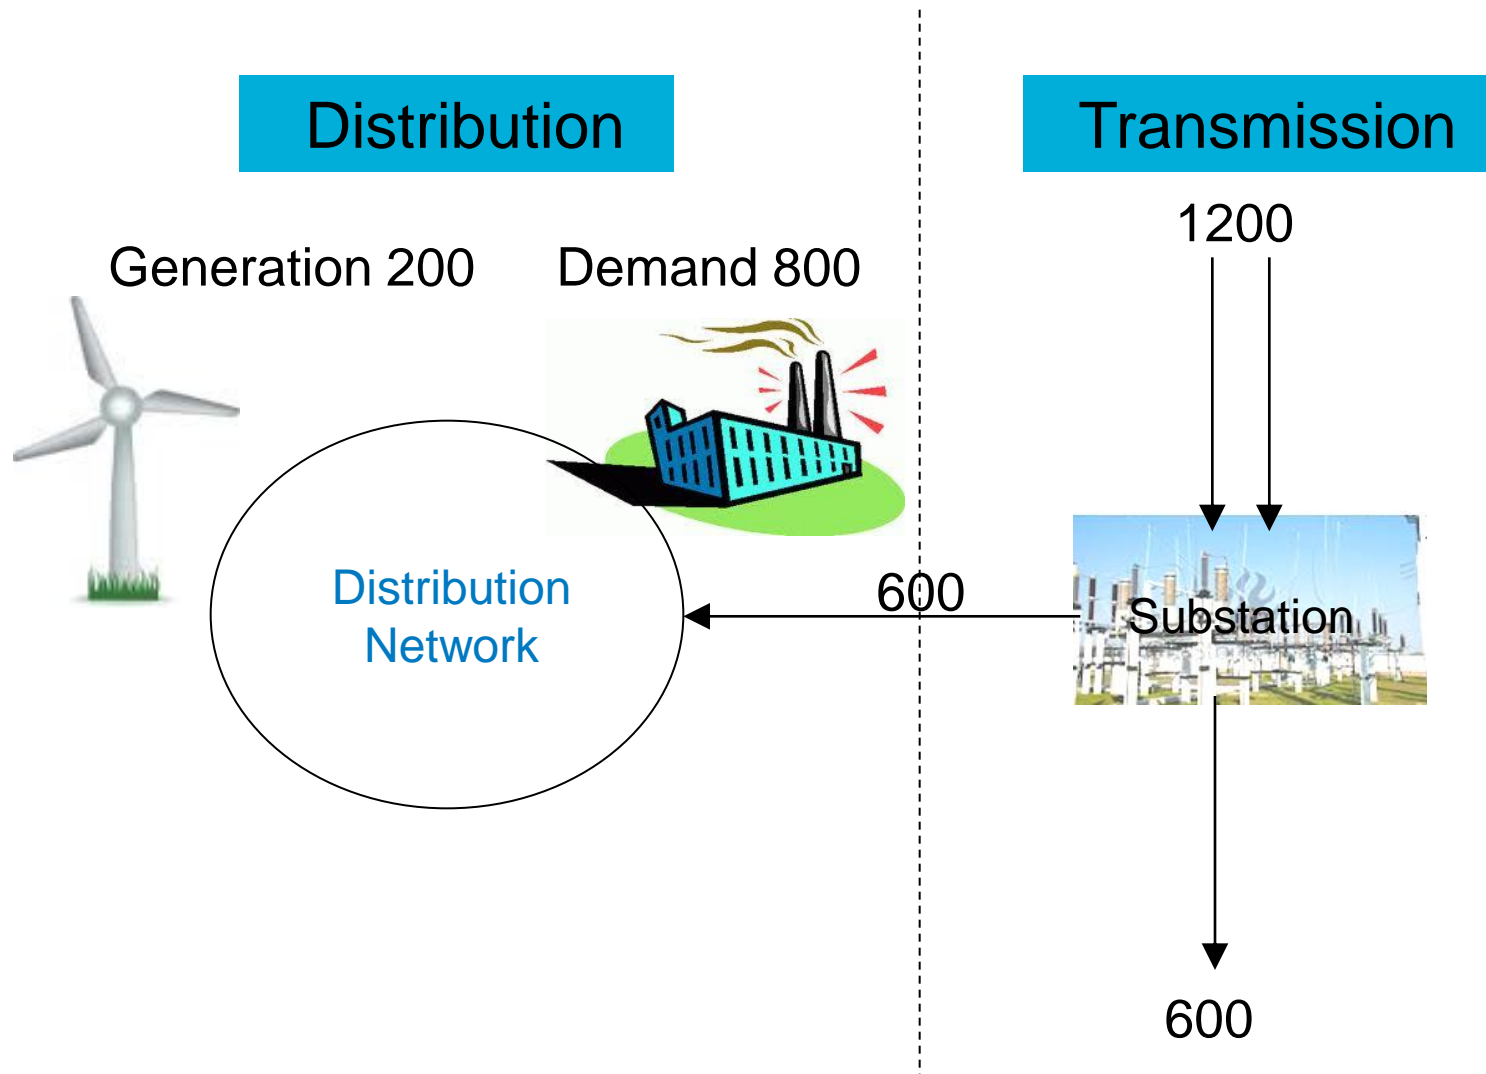 Distribution
Transmission
1200
Generation 200
Demand 800
Distribution
Network
600
Substation
600